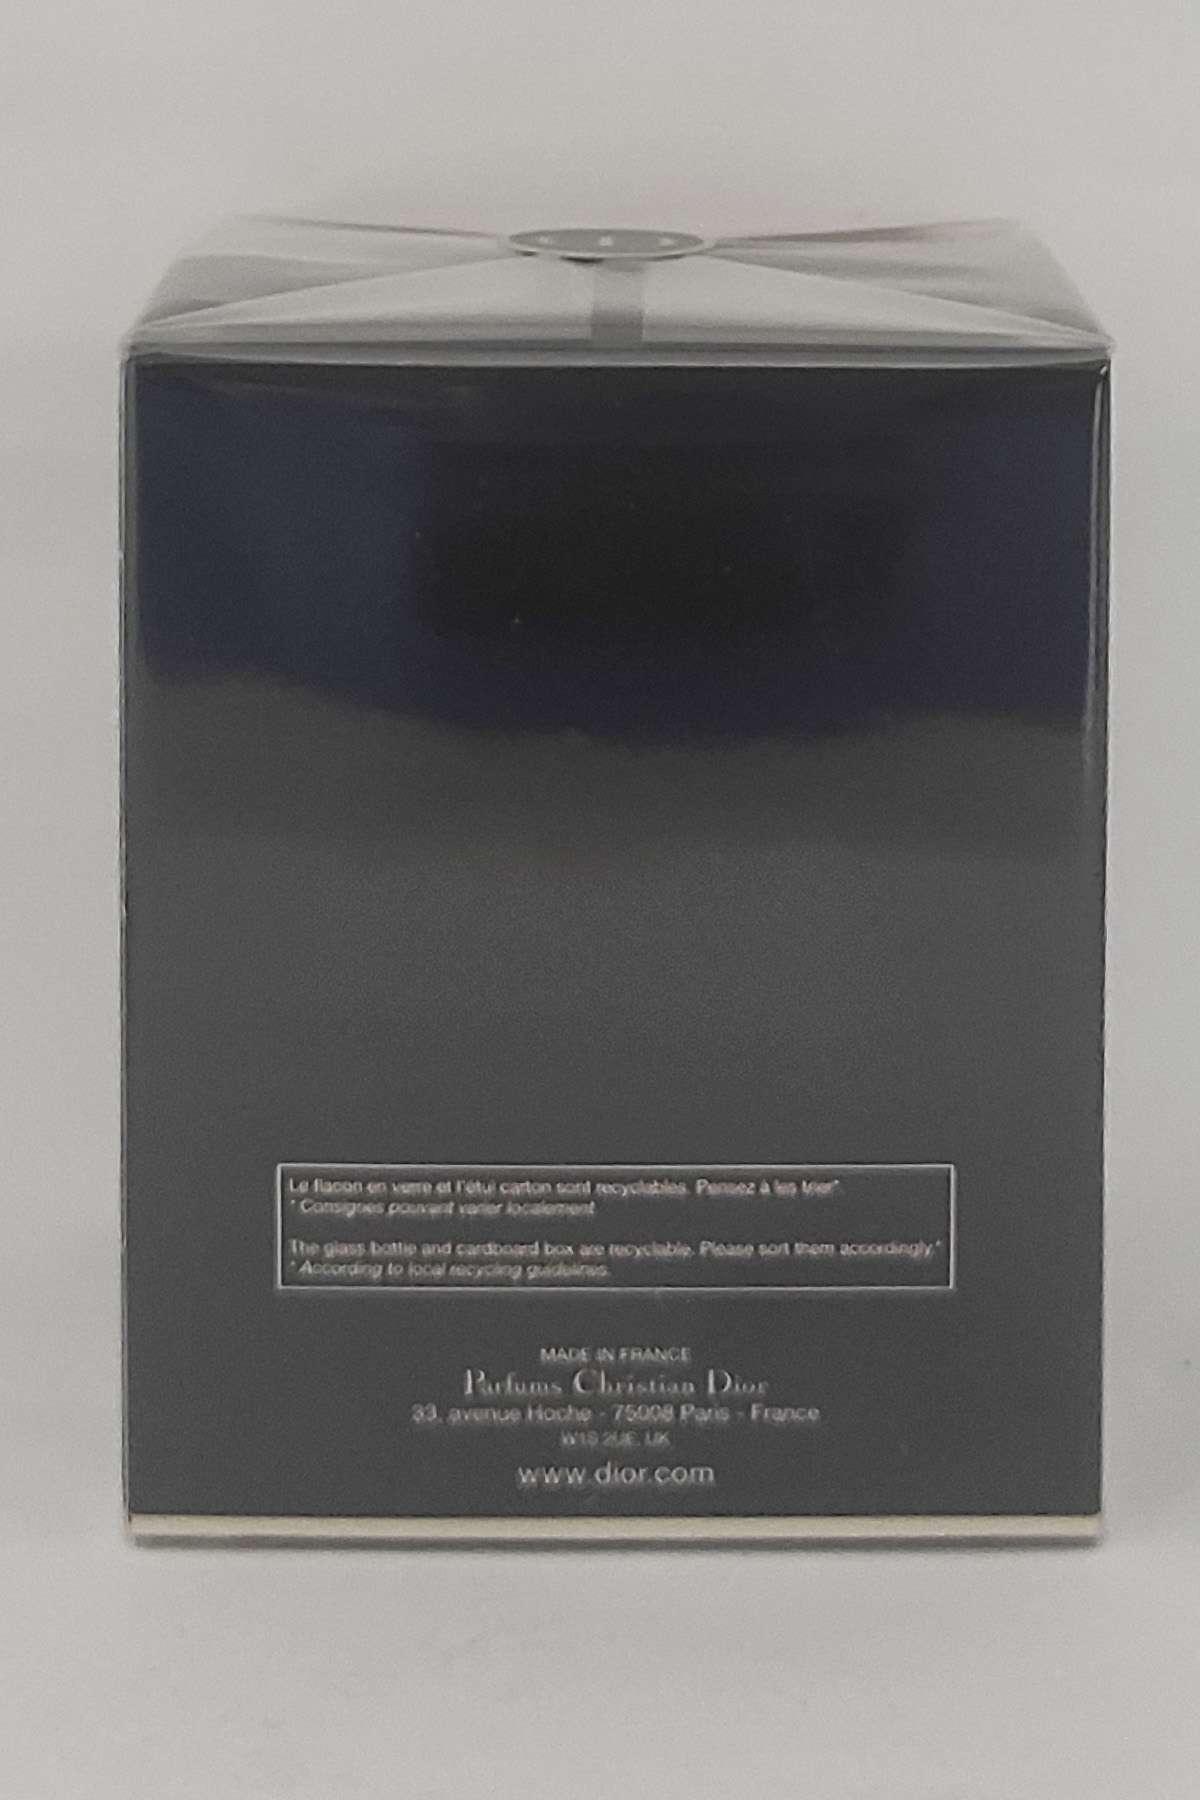 Le flacon en verre et l'étui carton sont recyclables. Pensez à les trier*
* Consignes pouvant varier localement
The glass bottle and cardboard box are recyclable. Please sort them accordingly.*
* According to local recycling guidelines.
MADE IN FRANCE
Parfums Christian Dior
33, avenue Hoche - 75008 Paris - France
W1S 2UE, UK
www.dior.com